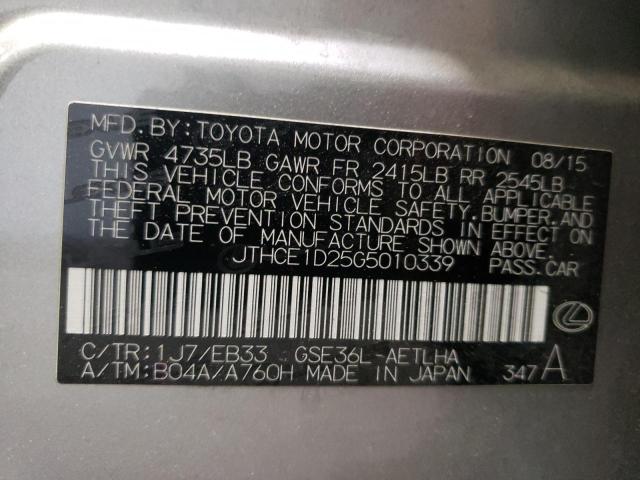 MFD. BY: TOYOTA MOTOR CORPORATION 08/15
GVWR 4735LB GAWR FR 2415LB RR 2545LB
THIS VEHICLE CONFORMS TO ALL APPLICABLE
FEDERAL MOTOR VEHICLE SAFETY, BUMPER, AND
THEFT PREVENTION STANDARDS IN EFFECT ON
THE DATE OF MANUFACTURE SHOWN ABOVE.
JTHCE1D25G5010339 PASS. CAR
C/TR: 1J7/EB33 GSE36L-AETLHA
A/TM: B04A/A760H MADE IN JAPAN 347 A